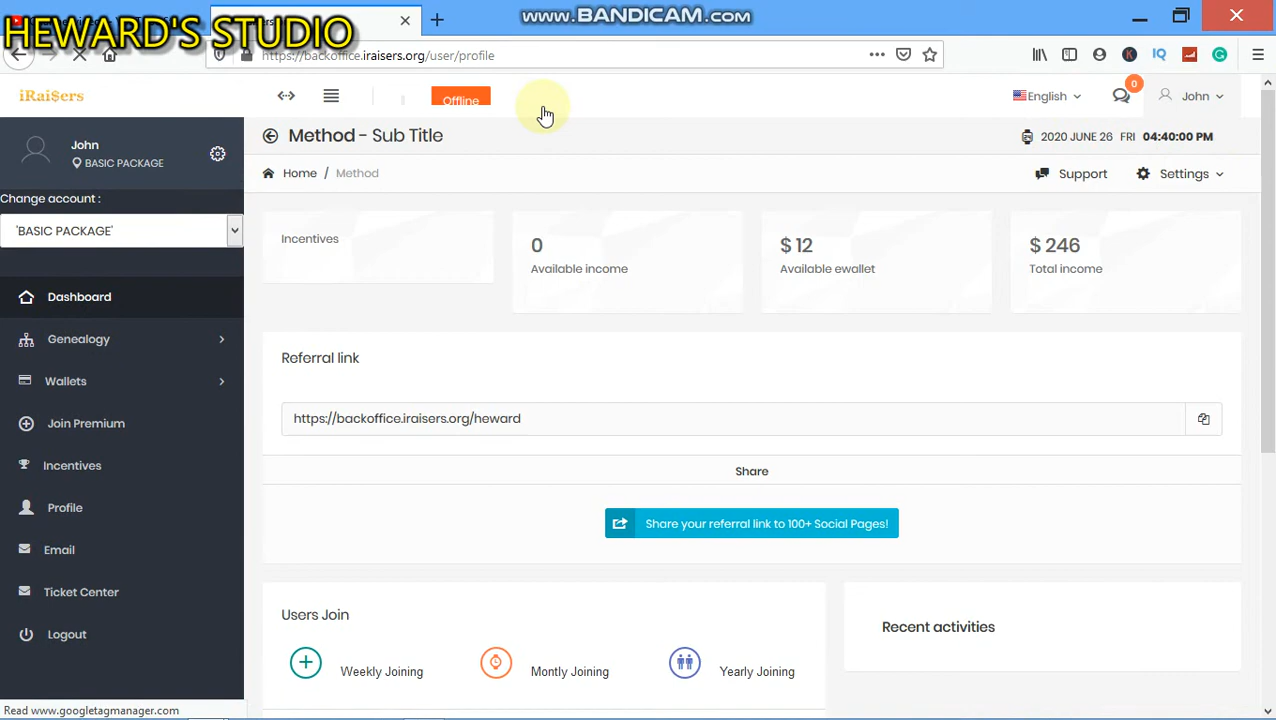 WWW.BANDICAM.COM
HEWARD'S STUDIO
https://backoffice.iraisers.org/user/profile
iRai$ers
Offline
English
0
John
John
BASIC PACKAGE
Method - Sub Title
2020 JUNE 26 FRI 04:40:00 PM
Home / Method
Support
Settings
Change account :
'BASIC PACKAGE'
Incentives
0
Available income
$ 12
Available ewallet
$ 246
Total income
Dashboard
Genealogy
Wallets
Join Premium
Incentives
Profile
Email
Ticket Center
Logout
Referral link
https://backoffice.iraisers.org/heward
Share
Share your referral link to 100+ Social Pages!
Users Join
Weekly Joining
Montly Joining
Yearly Joining
Recent activities
Read www.googletagmanager.com